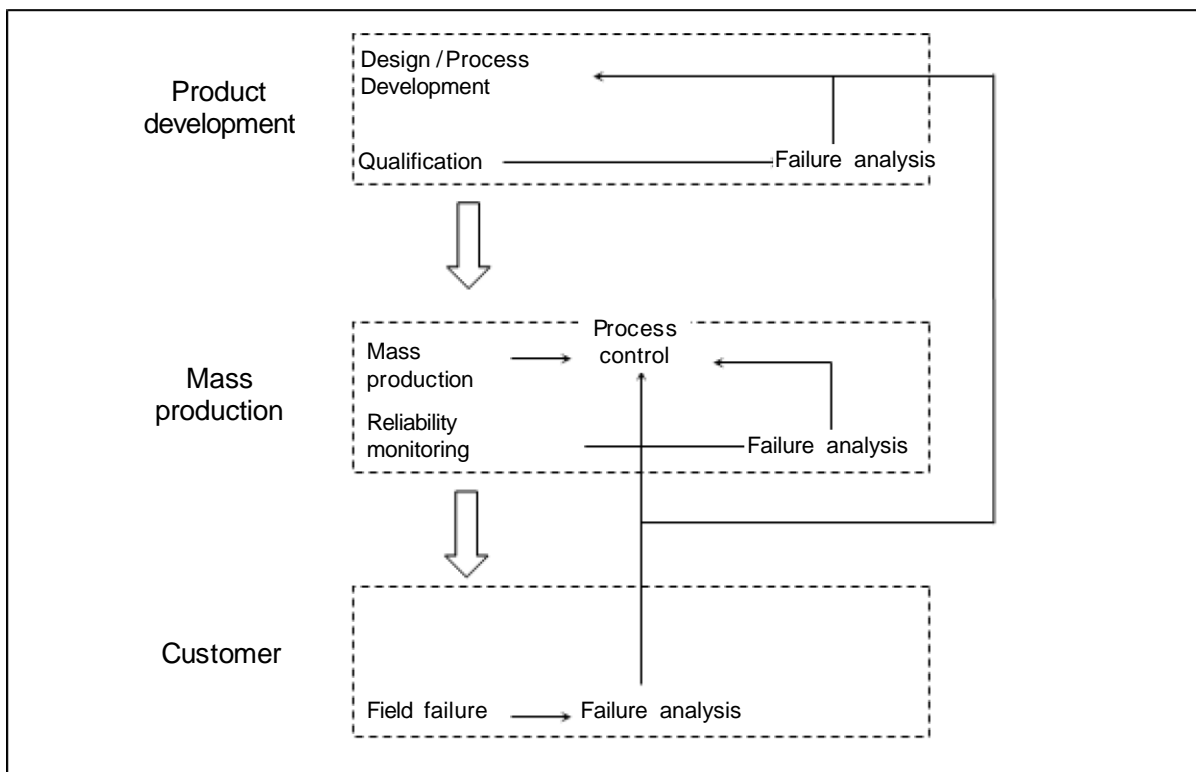 Product
development
Design / Process
Development
Qualification
Failure analysis
Mass
production
Mass
production
Process
control
Reliability
monitoring
Failure analysis
Customer
Field failure
Failure analysis